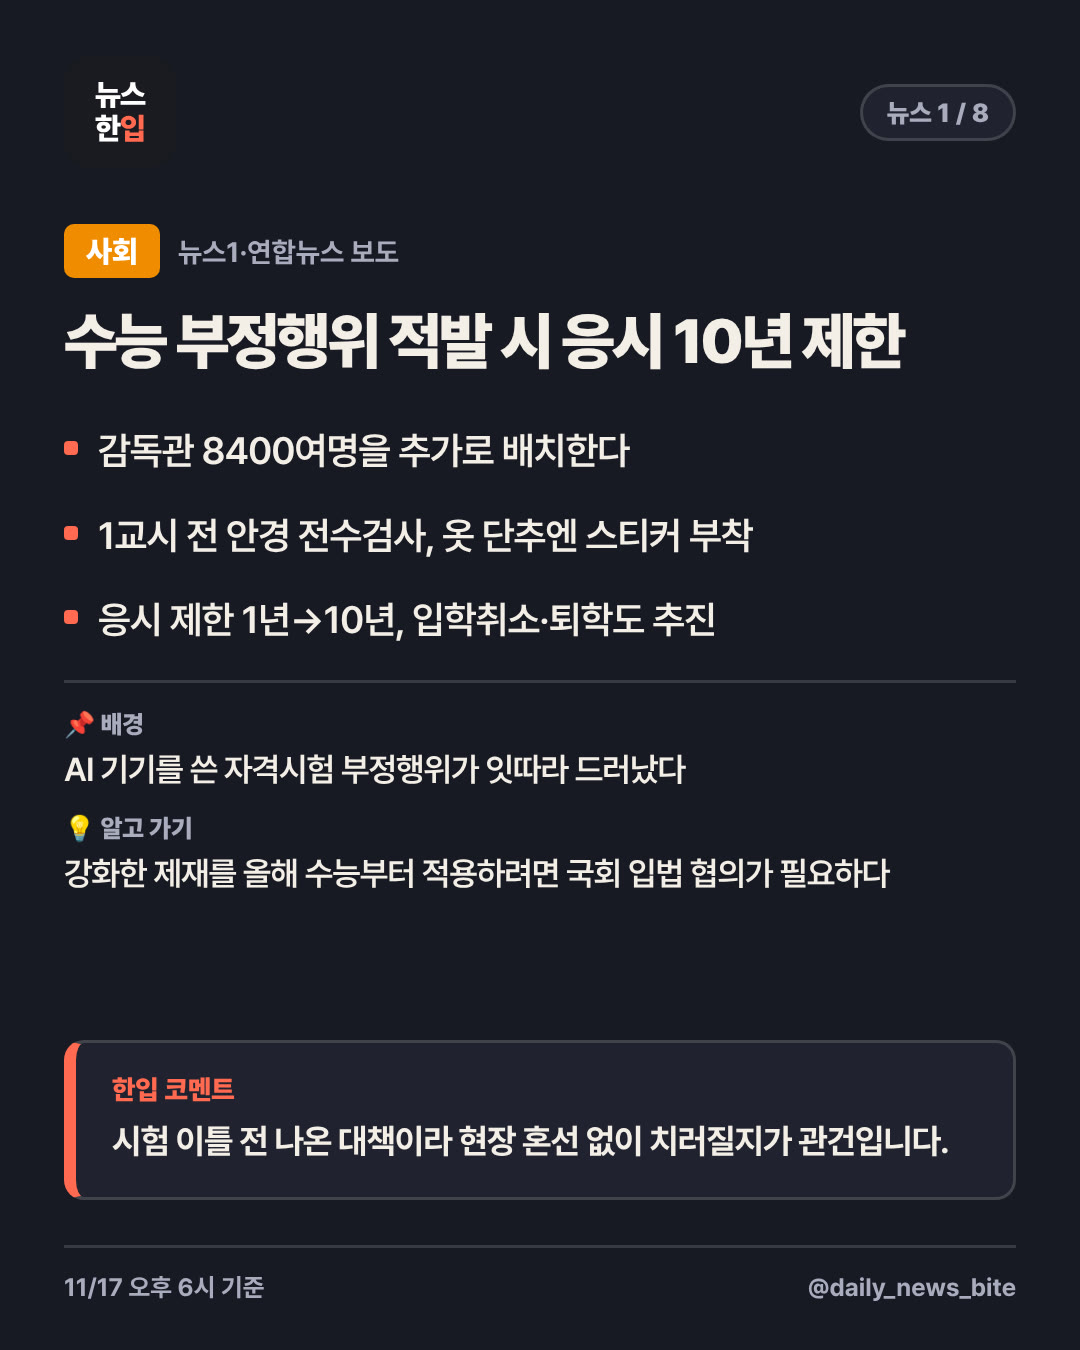 뉴스
한입
뉴스 1 / 8
사회 뉴스1·연합뉴스 보도
수능 부정행위 적발 시 응시 10년 제한
감독관 8400여명을 추가로 배치한다
1교시 전 안경 전수검사, 옷 단추엔 스티커 부착
응시 제한 1년→10년, 입학취소·퇴학도 추진
📌 배경
AI 기기를 쓴 자격시험 부정행위가 잇따라 드러났다
💡 알고 가기
강화한 제재를 올해 수능부터 적용하려면 국회 입법 협의가 필요하다
한입 코멘트
시험 이틀 전 나온 대책이라 현장 혼선 없이 치러질지가 관건입니다.
11/17 오후 6시 기준
@daily_news_bite